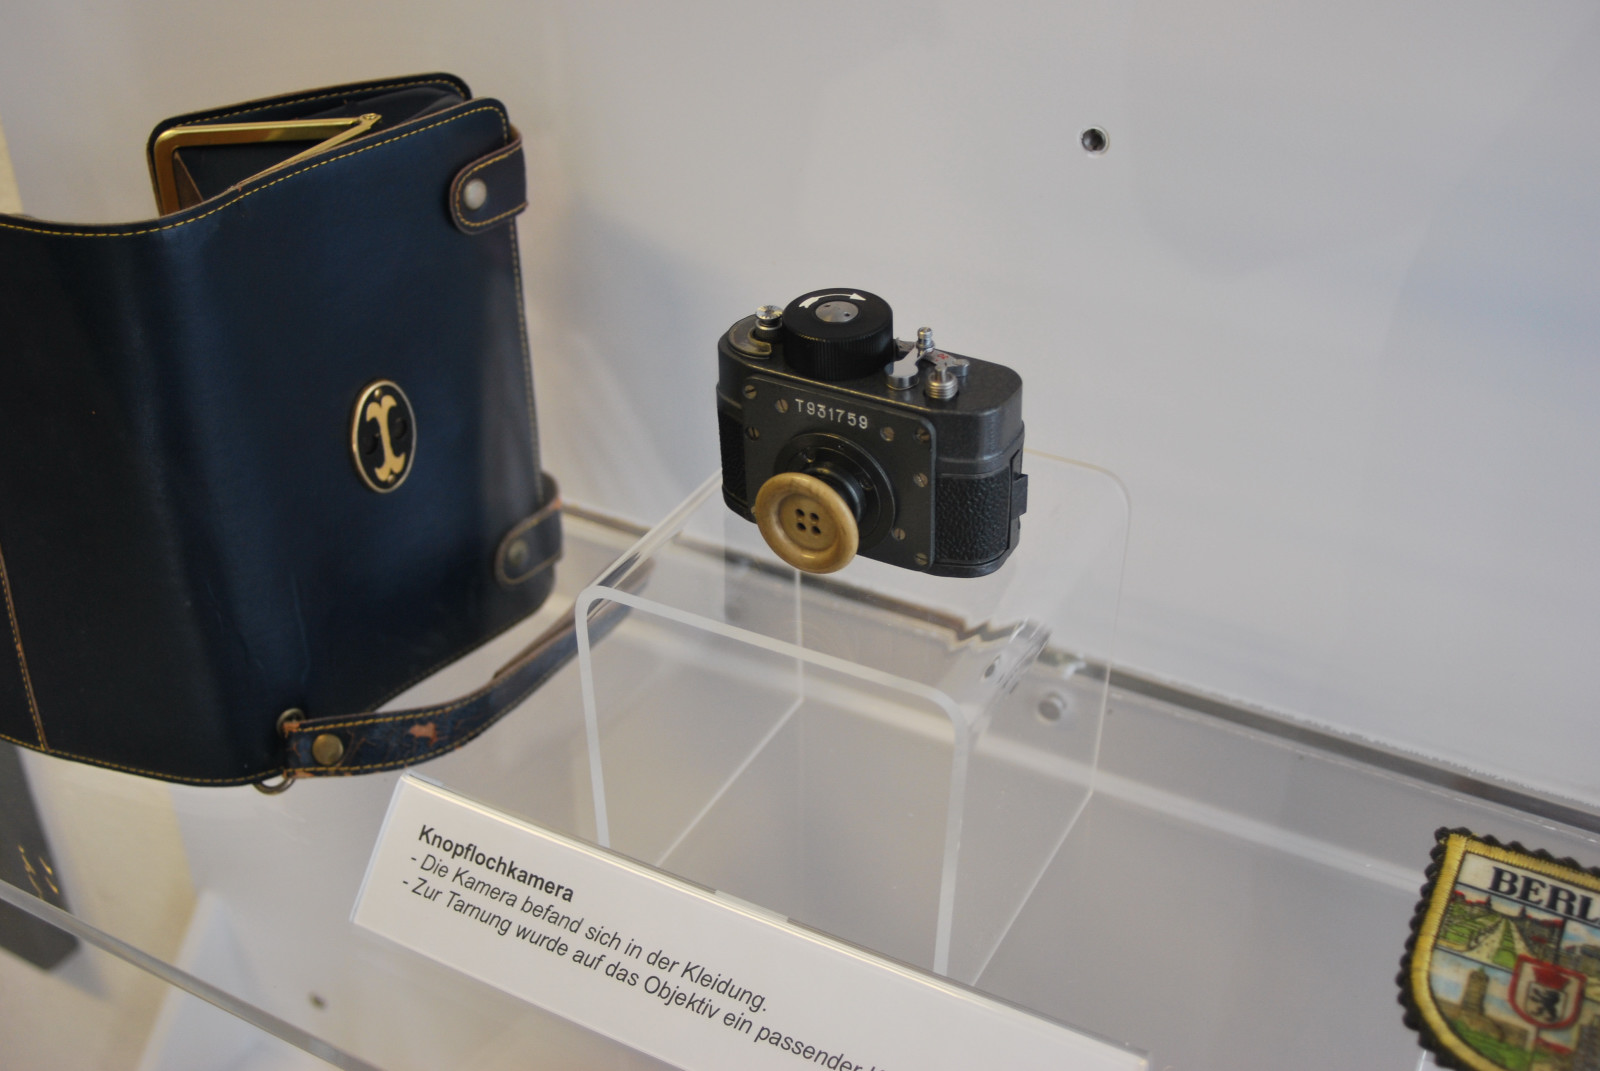 T931759
Knopflochkamera
- Die Kamera befand sich in der Kleidung.
- Zur Tarnung wurde auf das Objektiv ein passender
BERL